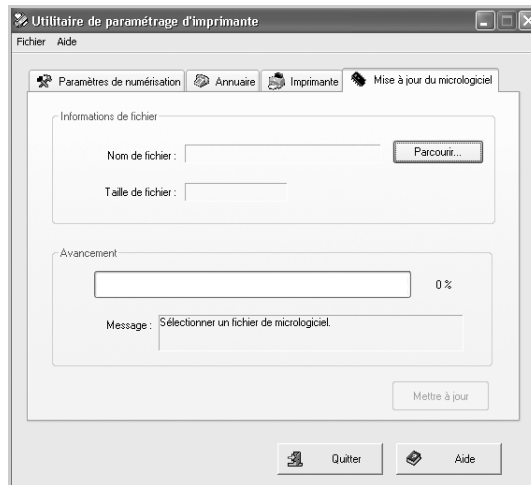 Utilitaire de paramétrage d'imprimante
Fichier Aide
Paramètres de numérisation Annuaire Imprimante Mise à jour du micrologiciel
Informations de fichier
Nom de fichier : Parcourir...
Taille de fichier :
Avancement
0 %
Message : Sélectionner un fichier de micrologiciel.
Mettre à jour
Quitter Aide